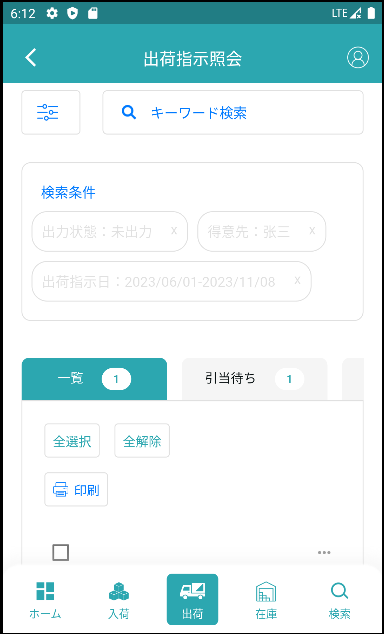 6:12 LTE
出荷指示照会
キーワード検索
検索条件
出力状態：未出力 x 得意先：张三 x
出荷指示日：2023/06/01-2023/11/08 x
一覧 1 引当待ち 1
全選択 全解除
印刷
ホーム 入荷 出荷 在庫 検索